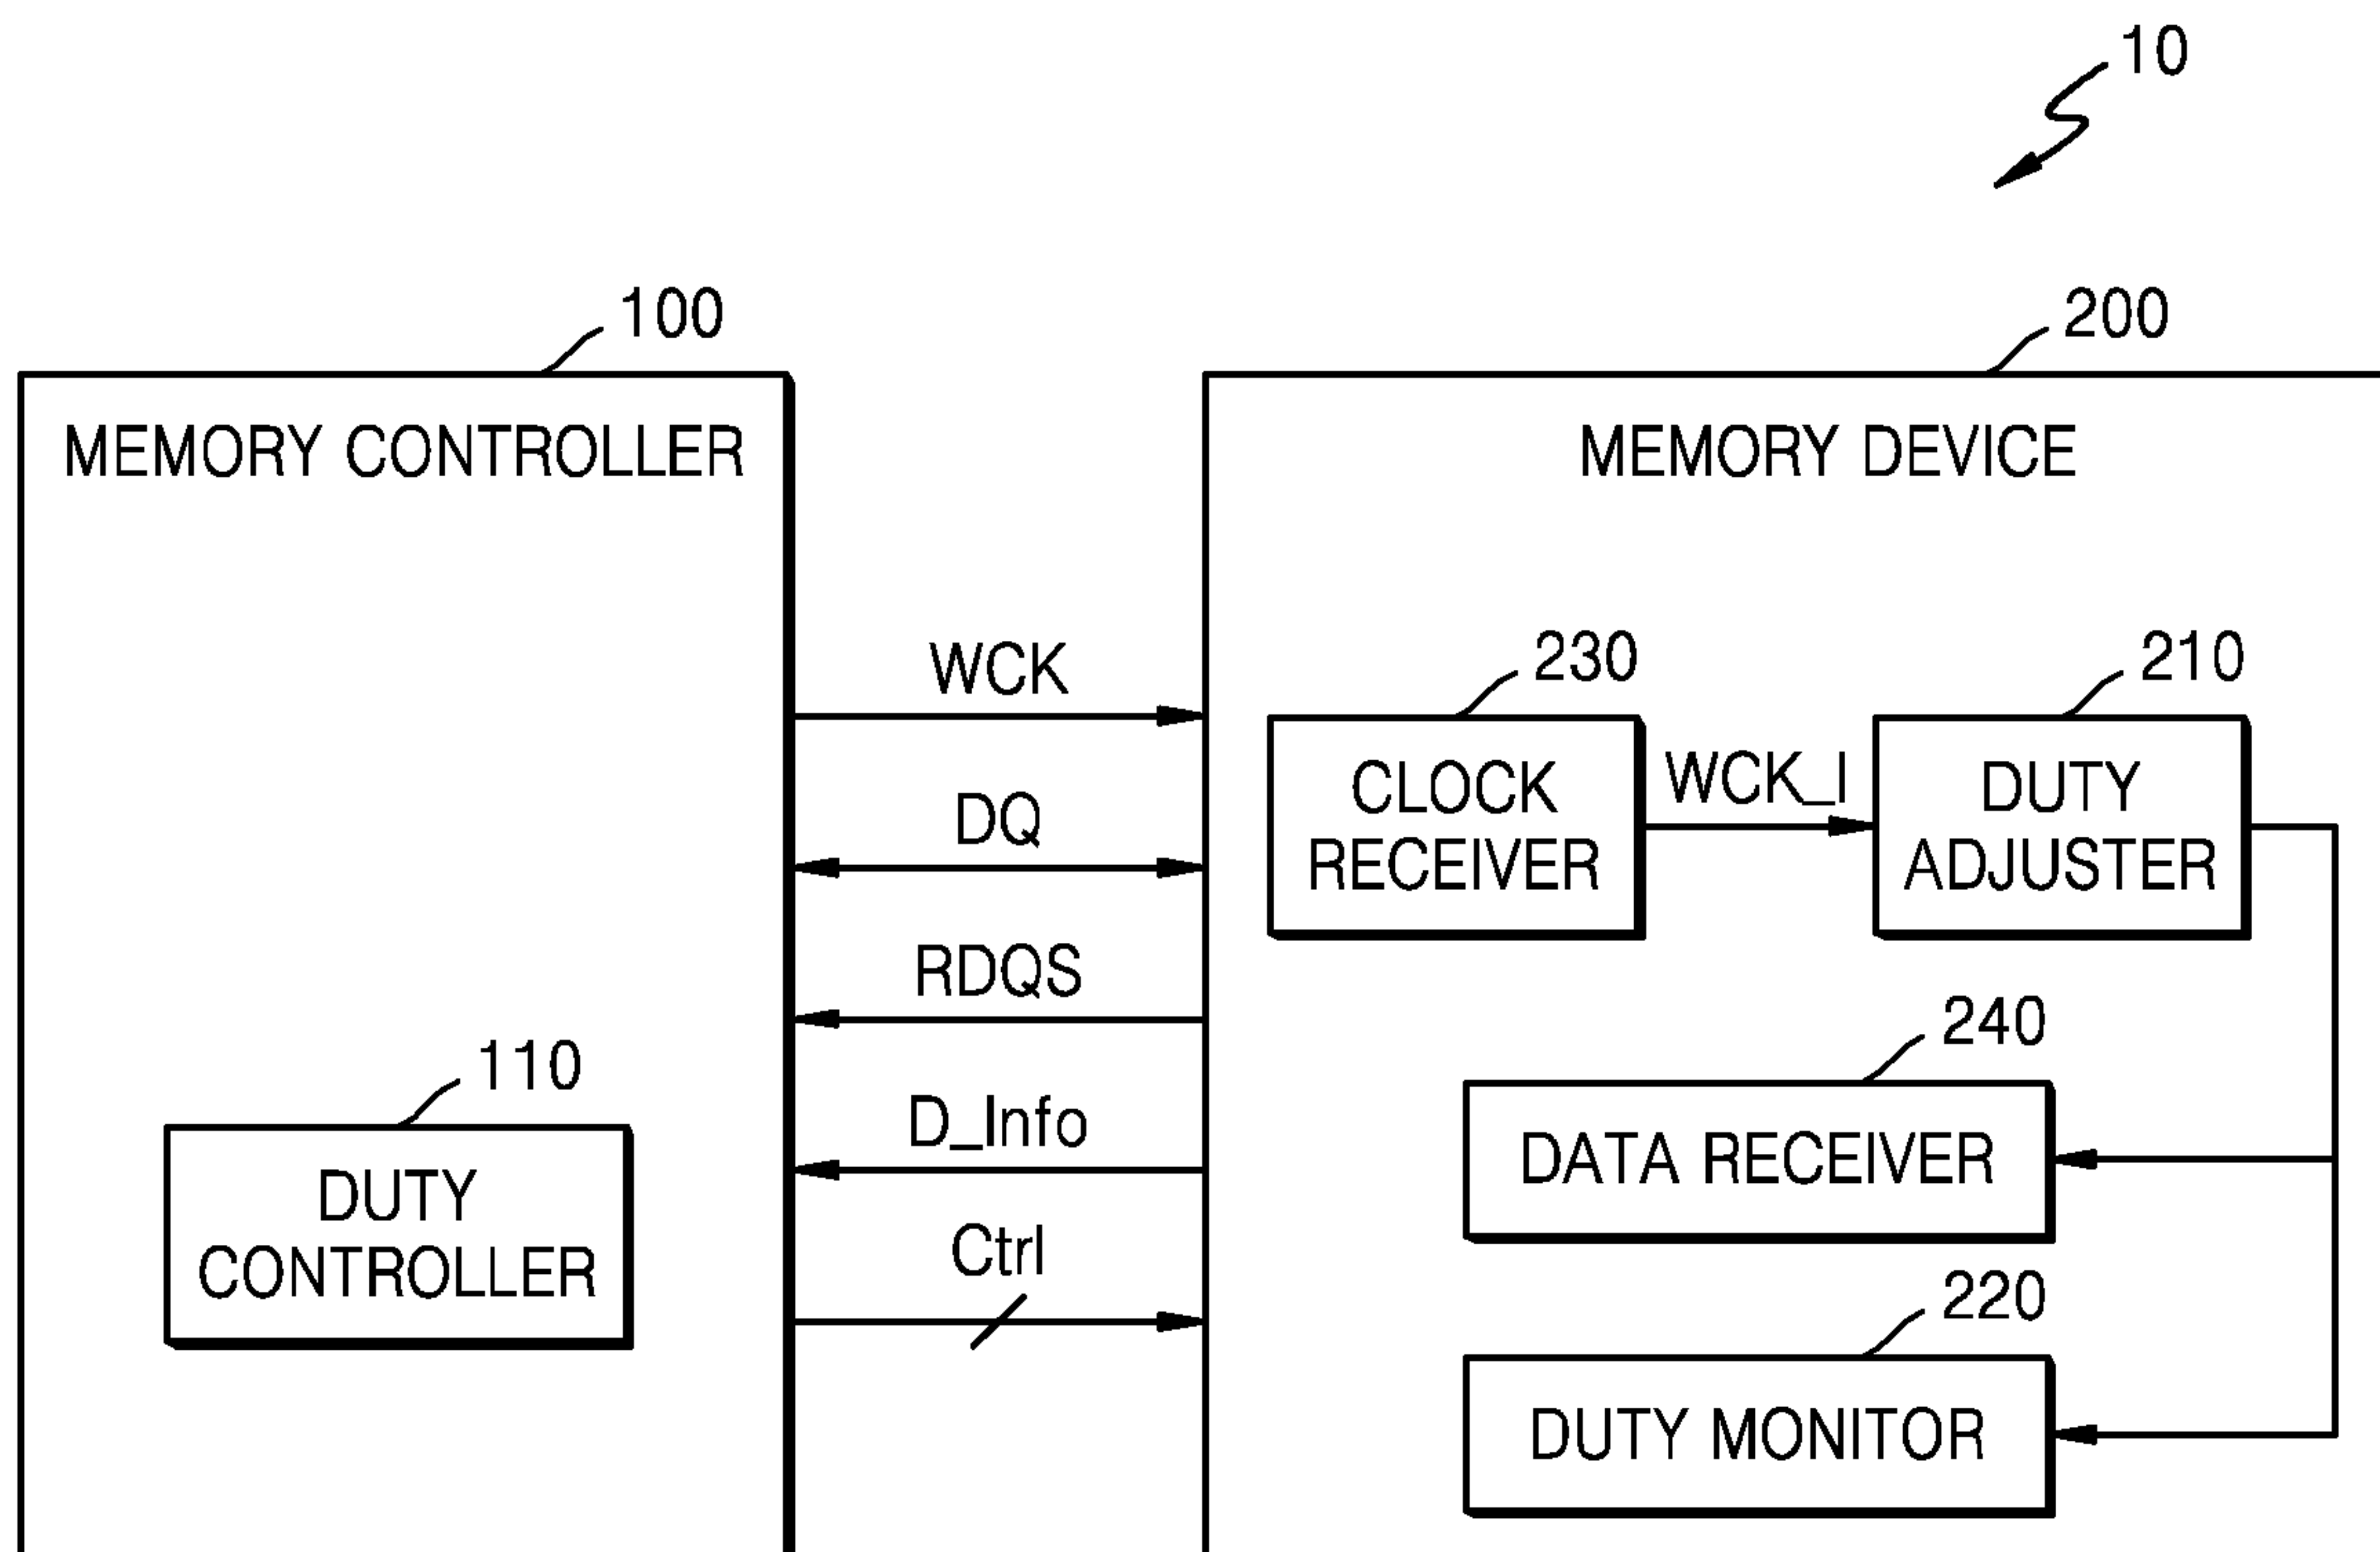 10
100
200
MEMORY CONTROLLER
MEMORY DEVICE
WCK
DQ
RDQS
D_Info
Ctrl
110
DUTY
CONTROLLER
230
CLOCK
RECEIVER
WCK_I
210
DUTY
ADJUSTER
240
DATA RECEIVER
220
DUTY MONITOR